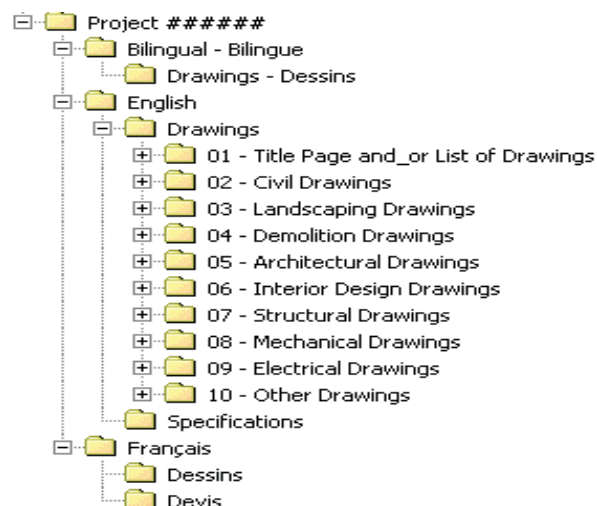 Project ######
Bilingual - Bilingue
Drawings - Dessins
English
Drawings
01 - Title Page and_or List of Drawings
02 - Civil Drawings
03 - Landscaping Drawings
04 - Demolition Drawings
05 - Architectural Drawings
06 - Interior Design Drawings
07 - Structural Drawings
08 - Mechanical Drawings
09 - Electrical Drawings
10 - Other Drawings
Specifications
Français
Dessins
Devis